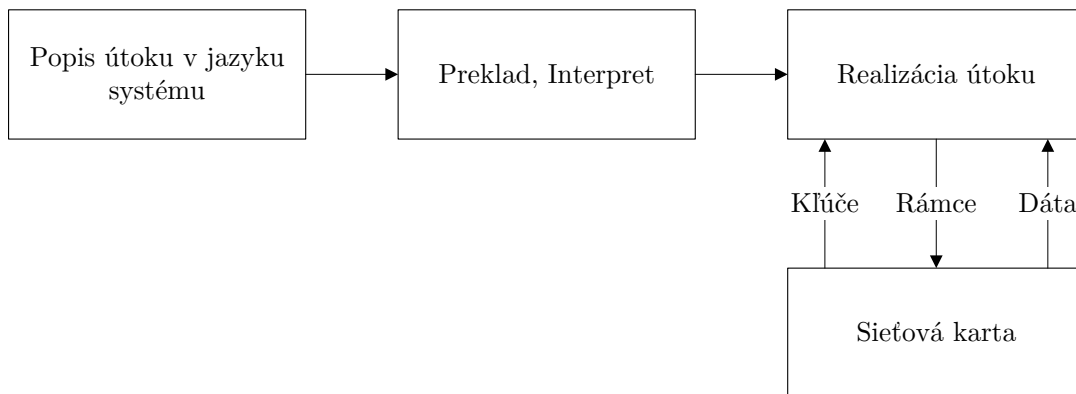 Popis útoku v jazyku
systému
Preklad, Interpret
Realizácia útoku
Kľúče
Rámce
Dáta
Sieťová karta